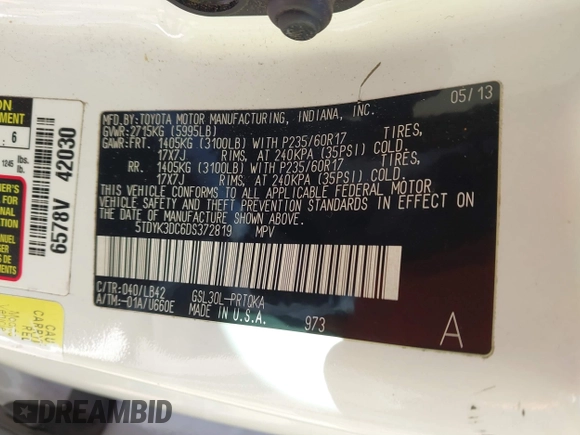 MFD.BY:TOYOTA MOTOR MANUFACTURING, INDIANA, INC.
05/13
GVWR:2715KG (5995LB)
GAWR:FRT. 1405KG (3100LB) WITH P235/60R17 TIRES,
17X7J RIMS, AT 240KPA (35PSI) COLD.
RR. 1405KG (3100LB) WITH P235/60R17 TIRES,
17X7J RIMS, AT 240KPA (35PSI) COLD.
THIS VEHICLE CONFORMS TO ALL APPLICABLE FEDERAL MOTOR
VEHICLE SAFETY AND THEFT PREVENTION STANDARDS IN EFFECT ON
THE DATE OF MANUFACTURE SHOWN ABOVE.
5TDYK3DC6DS372819 MPV
C/TR:040/LB42 GSL30L-PRTQKA
A/TM:-01A/U660E MADE IN U.S.A.
973
A
6578V 42030
: 6
1245 lbs.
DREAMBID